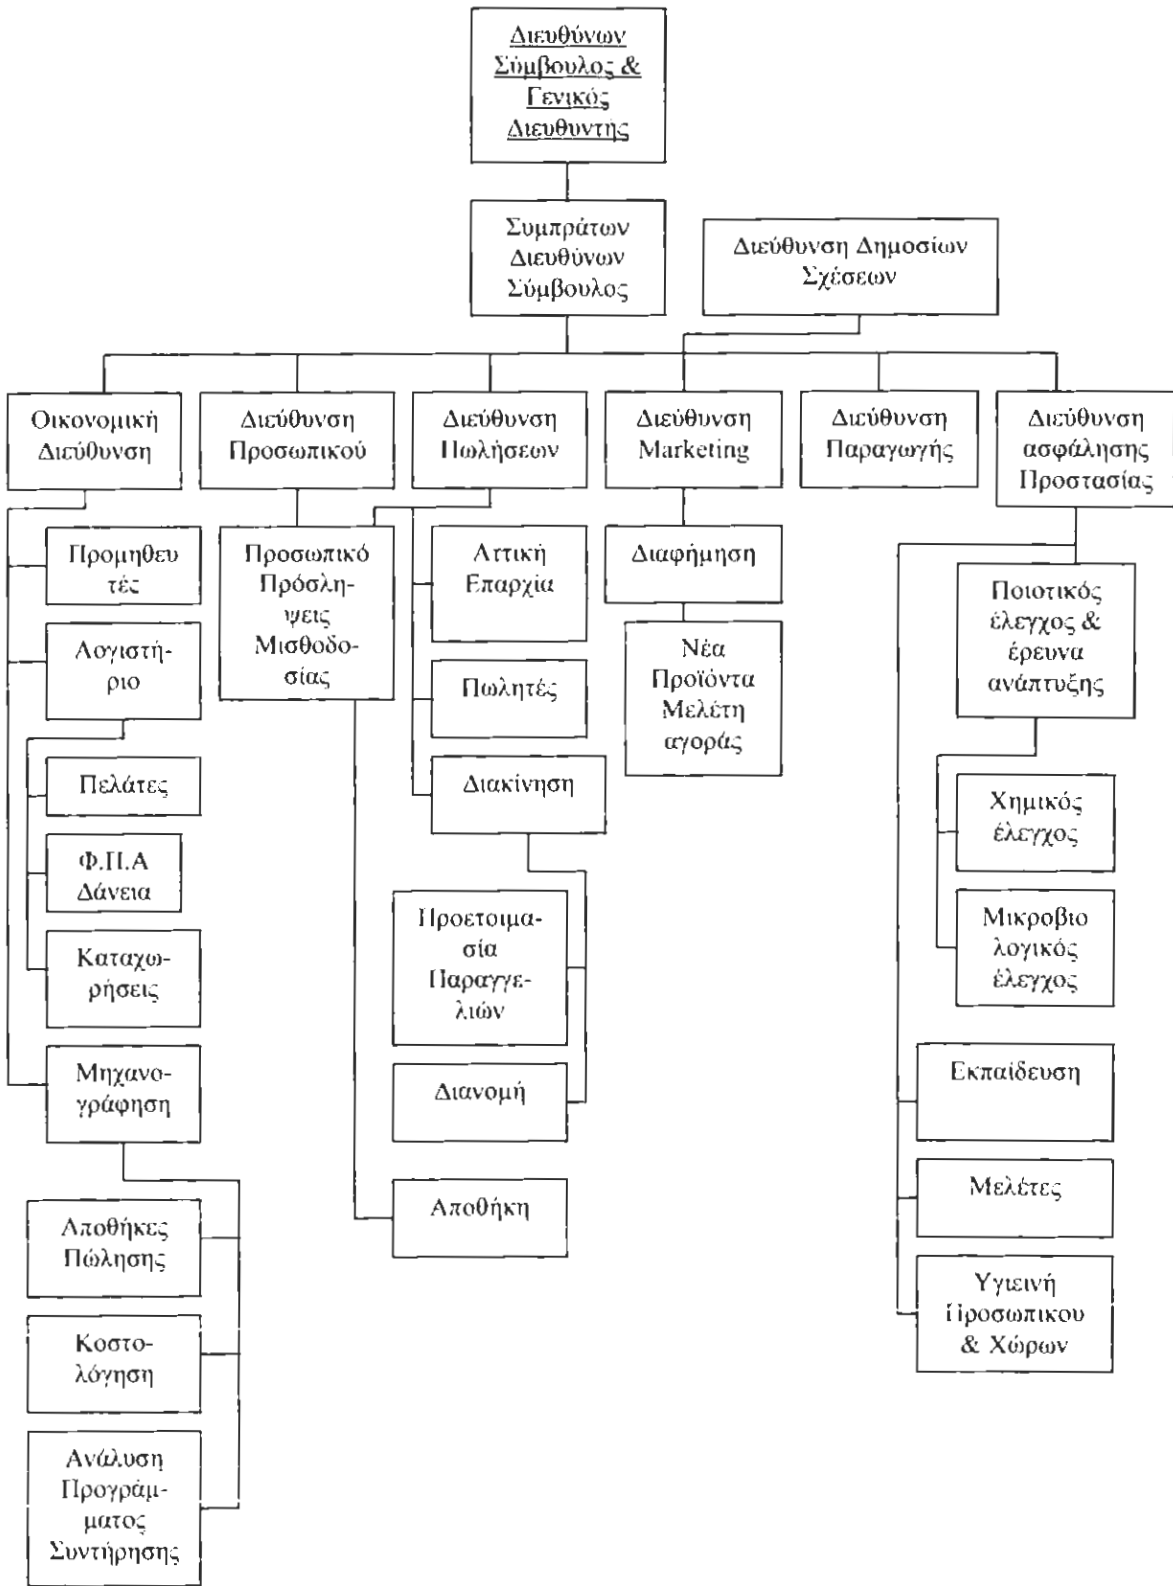 Διευθύνων
Σύμβουλος &
Γενικός
Διευθυντής
Συμπράτων
Διευθύνων
Σύμβουλος
Διεύθυνση Δημοσίων
Σχέσεων
Οικονομική
Διεύθυνση
Διεύθυνση
Προσωπικού
Διεύθυνση
Πωλήσεων
Διεύθυνση
Marketing
Διεύθυνση
Παραγωγής
Διεύθυνση
ασφάλησης
Προστασίας
Προμηθευ
τές
Λογιστή-
ριο
Πελάτες
Φ.Π.Α
Δάνεια
Καταχω-
ρήσεις
Μηχανο-
γράφηση
Αποθήκες
Πώλησης
Κοστο-
λόγηση
Ανάλυση
Προγράμ-
ματος
Συντήρησης
Προσωπικό
Πρόσλη-
ψεις
Μισθοδο-
σίας
Αττική
Επαρχία
Πωλητές
Διακίνηση
Προετοιμα-
σία
Παραγγε-
λιών
Διανομή
Αποθήκη
Διαφήμηση
Νέα
Προϊόντα
Μελέτη
αγοράς
Ποιοτικός
έλεγχος &
έρευνα
ανάπτυξης
Χημικός
έλεγχος
Μικροβιο
λογικός
έλεγχος
Εκπαίδευση
Μελέτες
Υγιεινή
Προσωπικου
& Χώρων